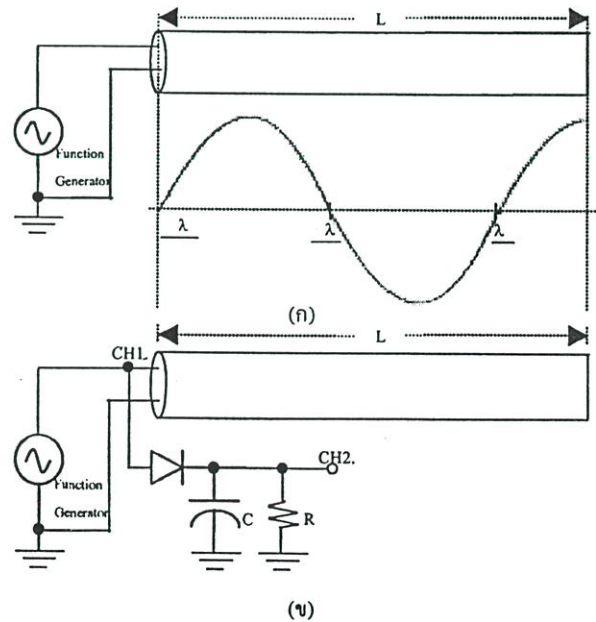 L
Function
Generator
λ λ λ
(ก)
L
CH1.
CH2.
Function
Generator
C R
(ข)